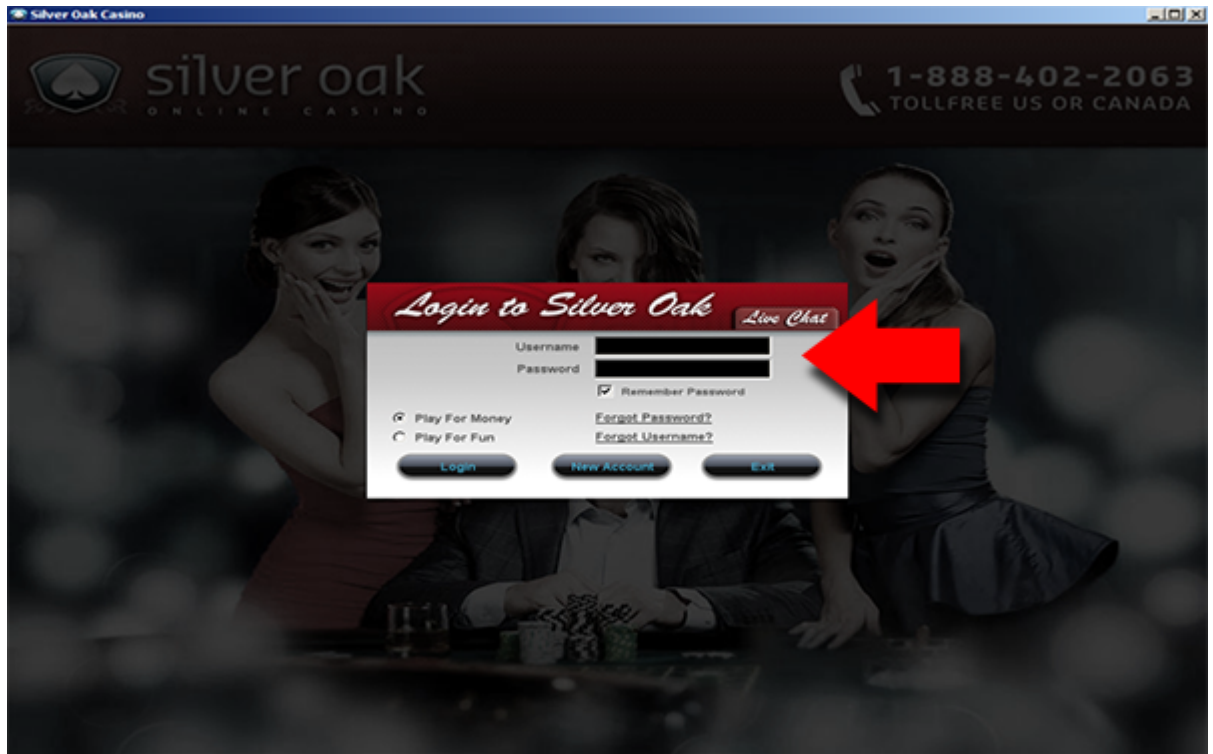 Silver Oak Casino
silver oak
ONLINE CASINO
1-888-402-2063
TOLLFREE US OR CANADA
Login to Silver Oak
Live Chat
Username
Password
Remember Password
Play For Money
Forgot Password?
Play For Fun
Forgot Username?
Login
New Account
Exit